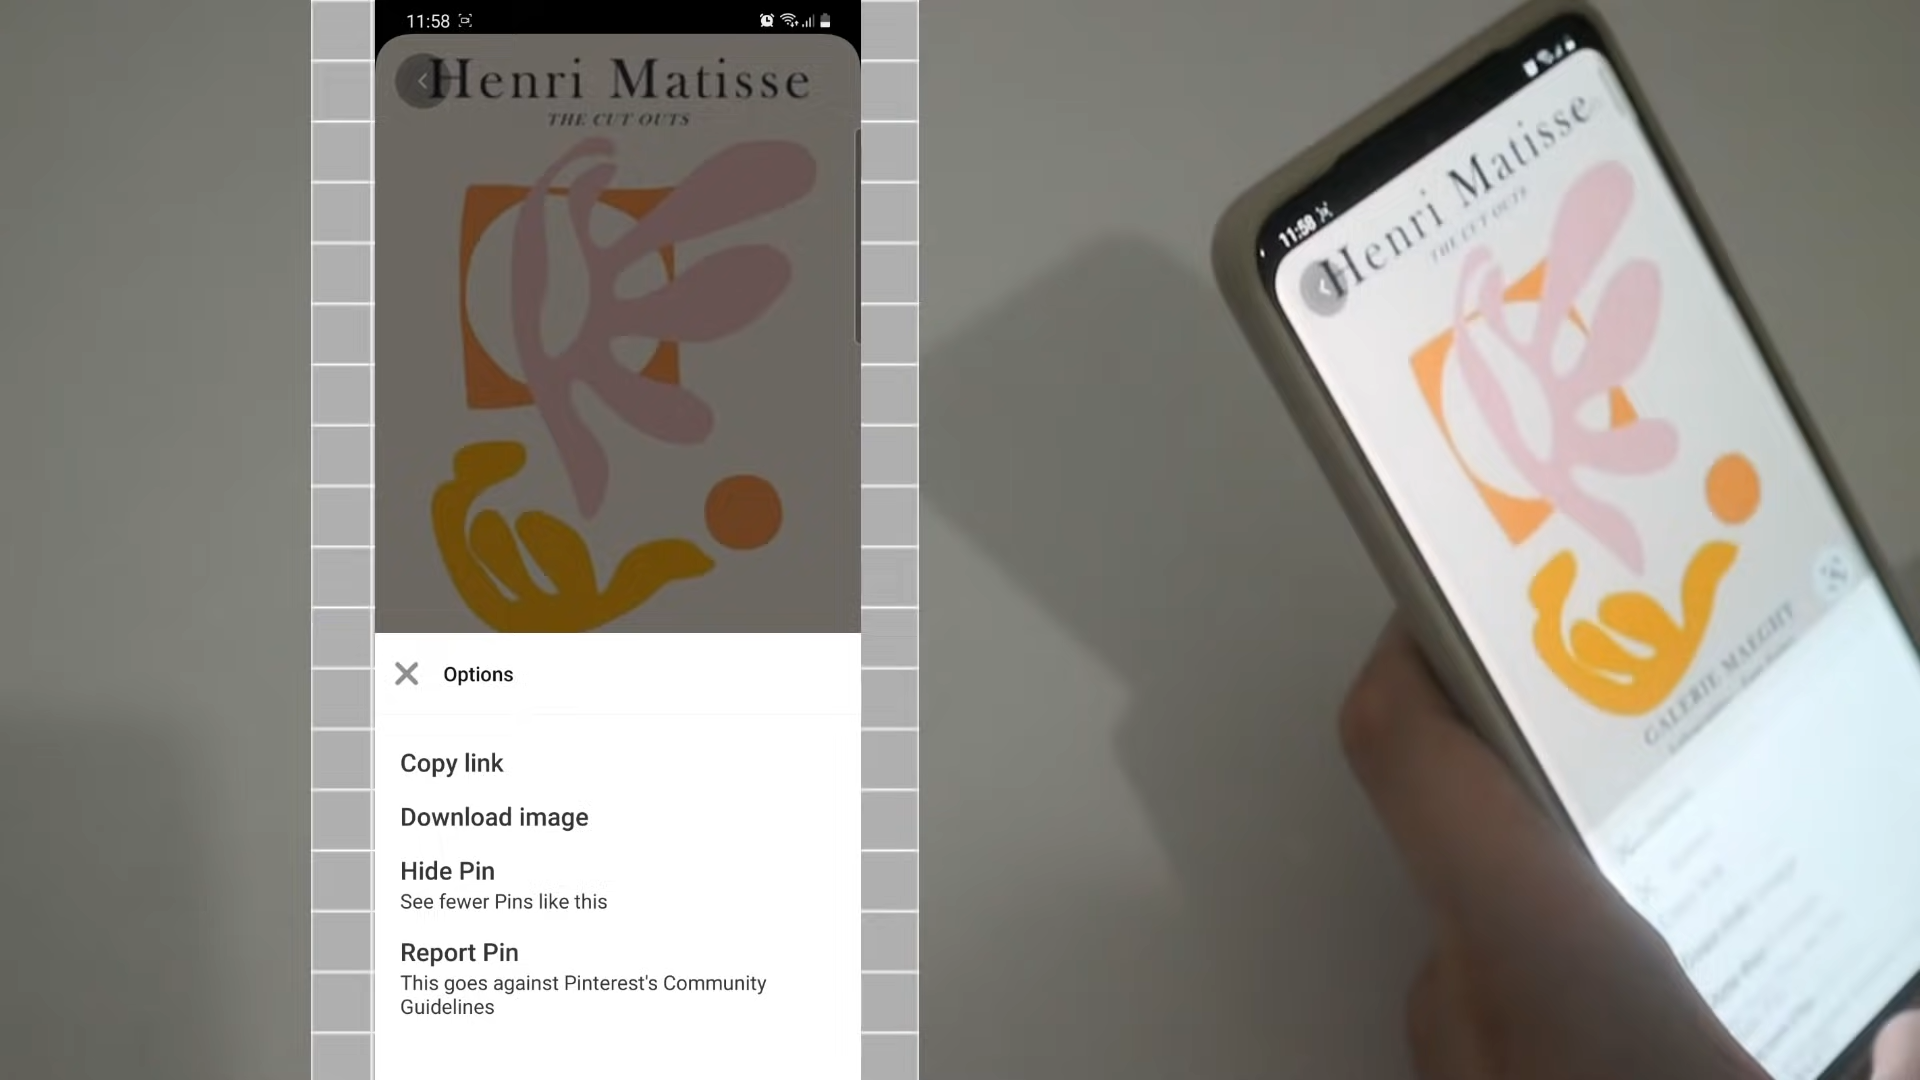 11:58
Henri Matisse
THE CUT OUTS
Options
Copy link
Download image
Hide Pin
See fewer Pins like this
Report Pin
This goes against Pinterest's Community
Guidelines
11:58
Henri Matisse
THE CUT OUTS
GALERIE MAEGHT